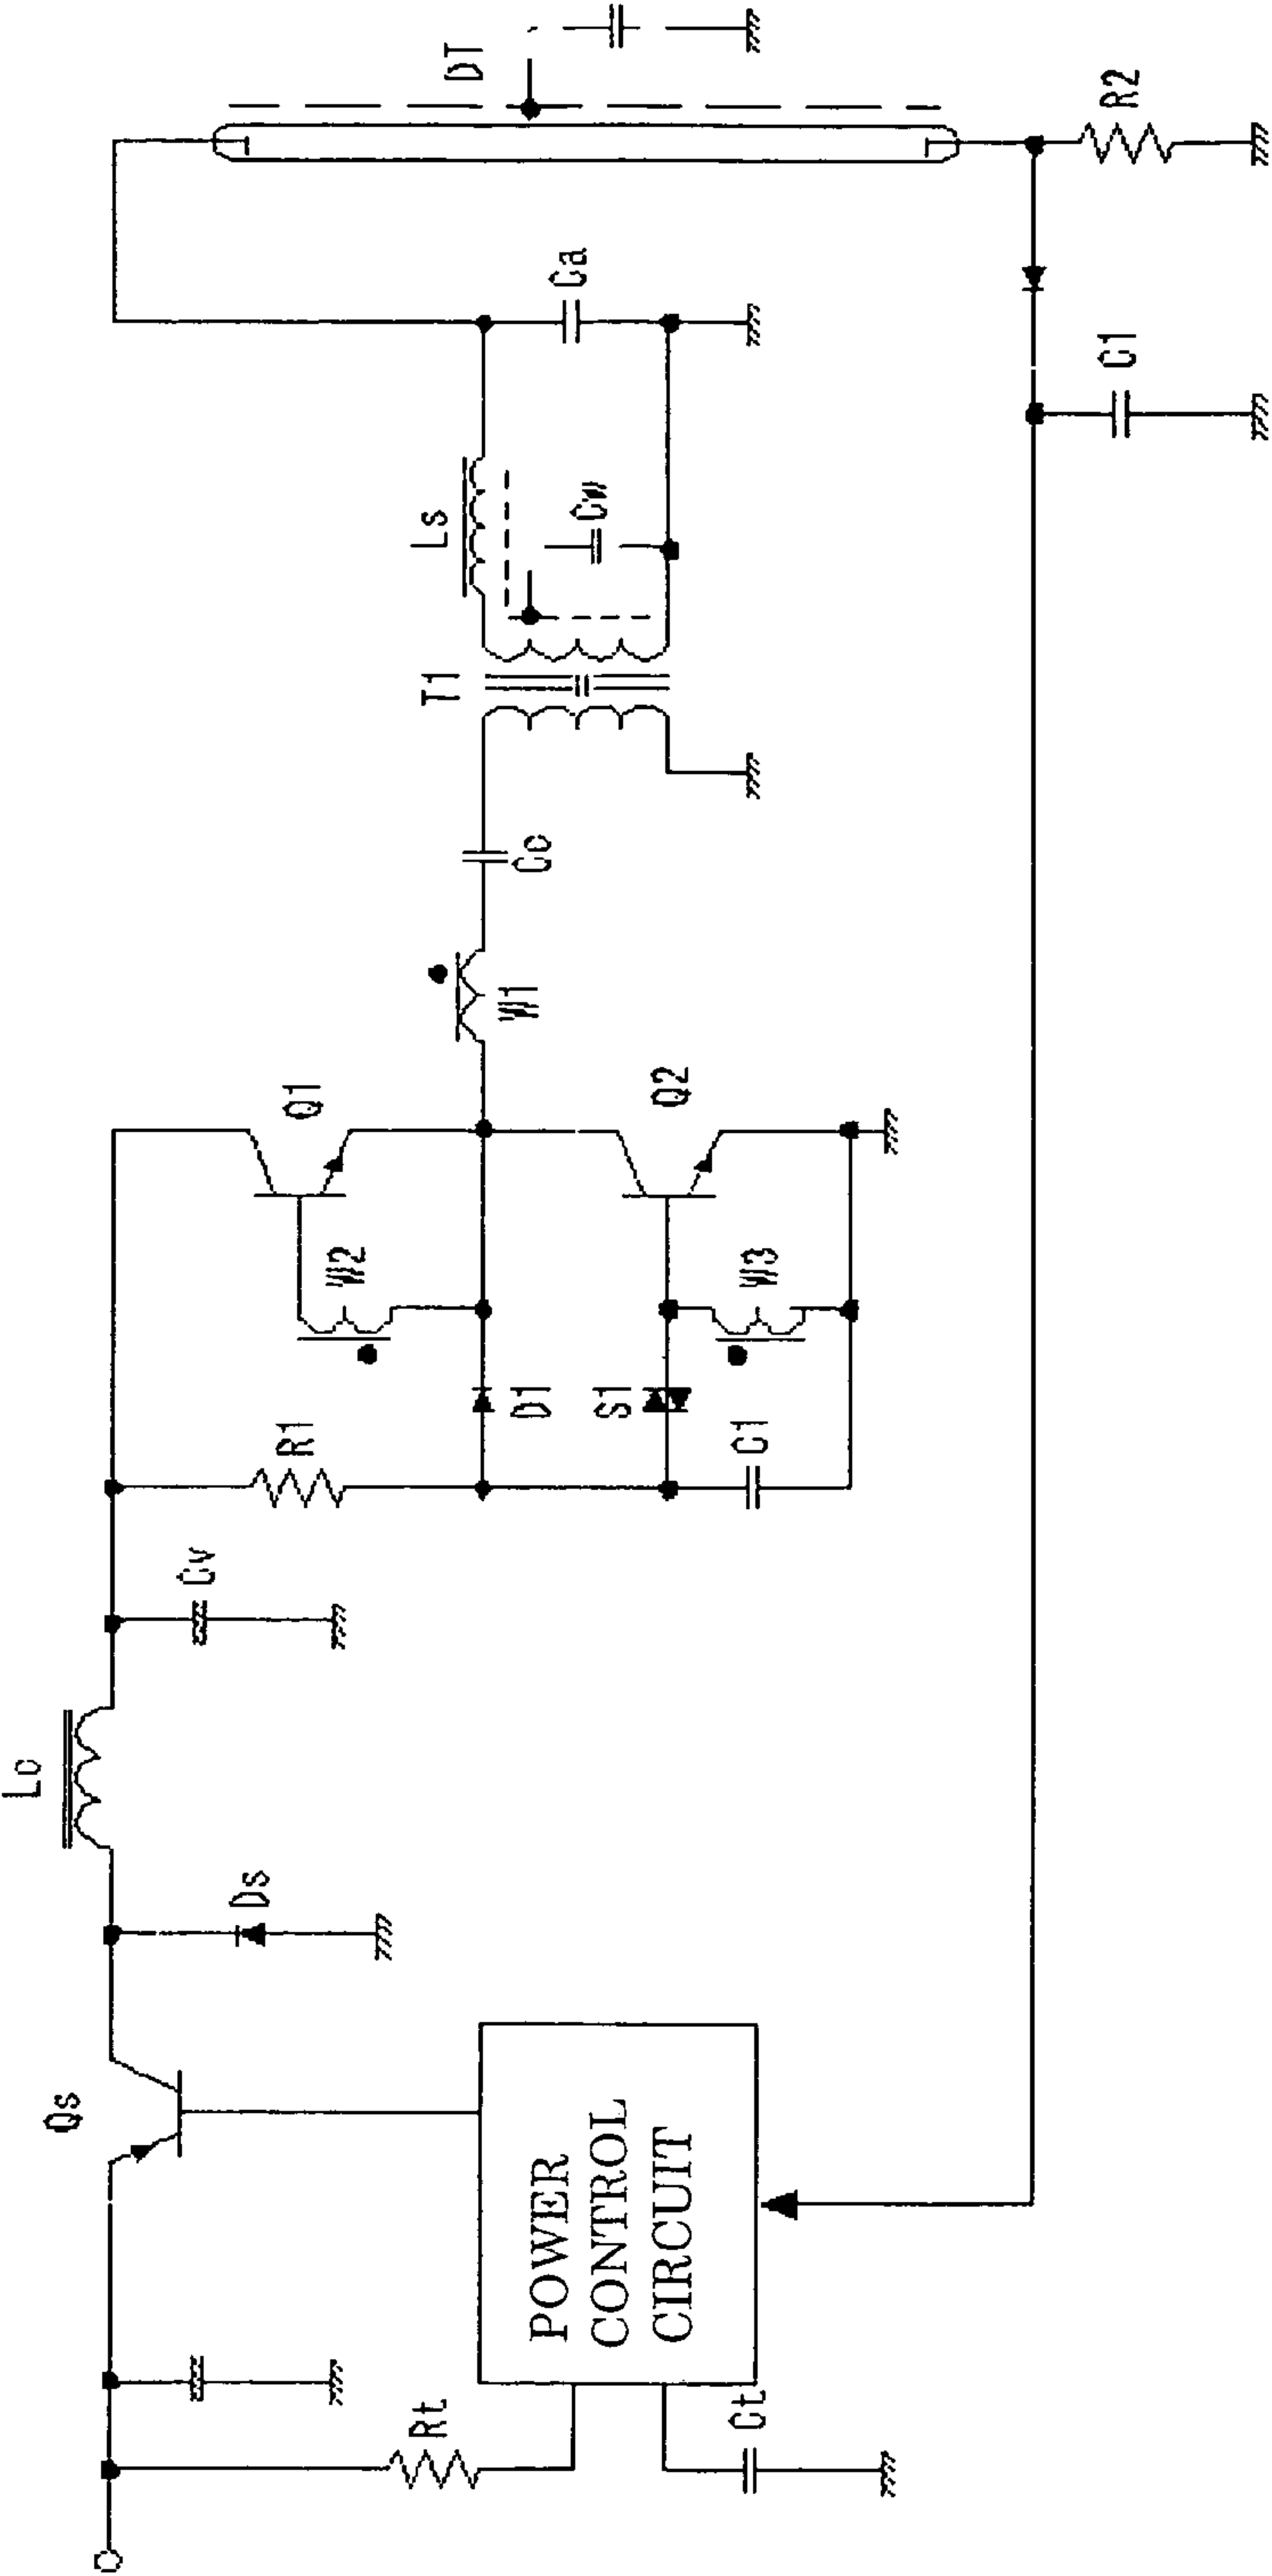 Qs
Lc
Ds
Cv
R1
Q1
D1
W2
S1
C1
W3
Q2
W1
Cc
T1
Ls
Cw
Ca
DT
R2
C1
Rt
Ct
POWER
CONTROL
CIRCUIT